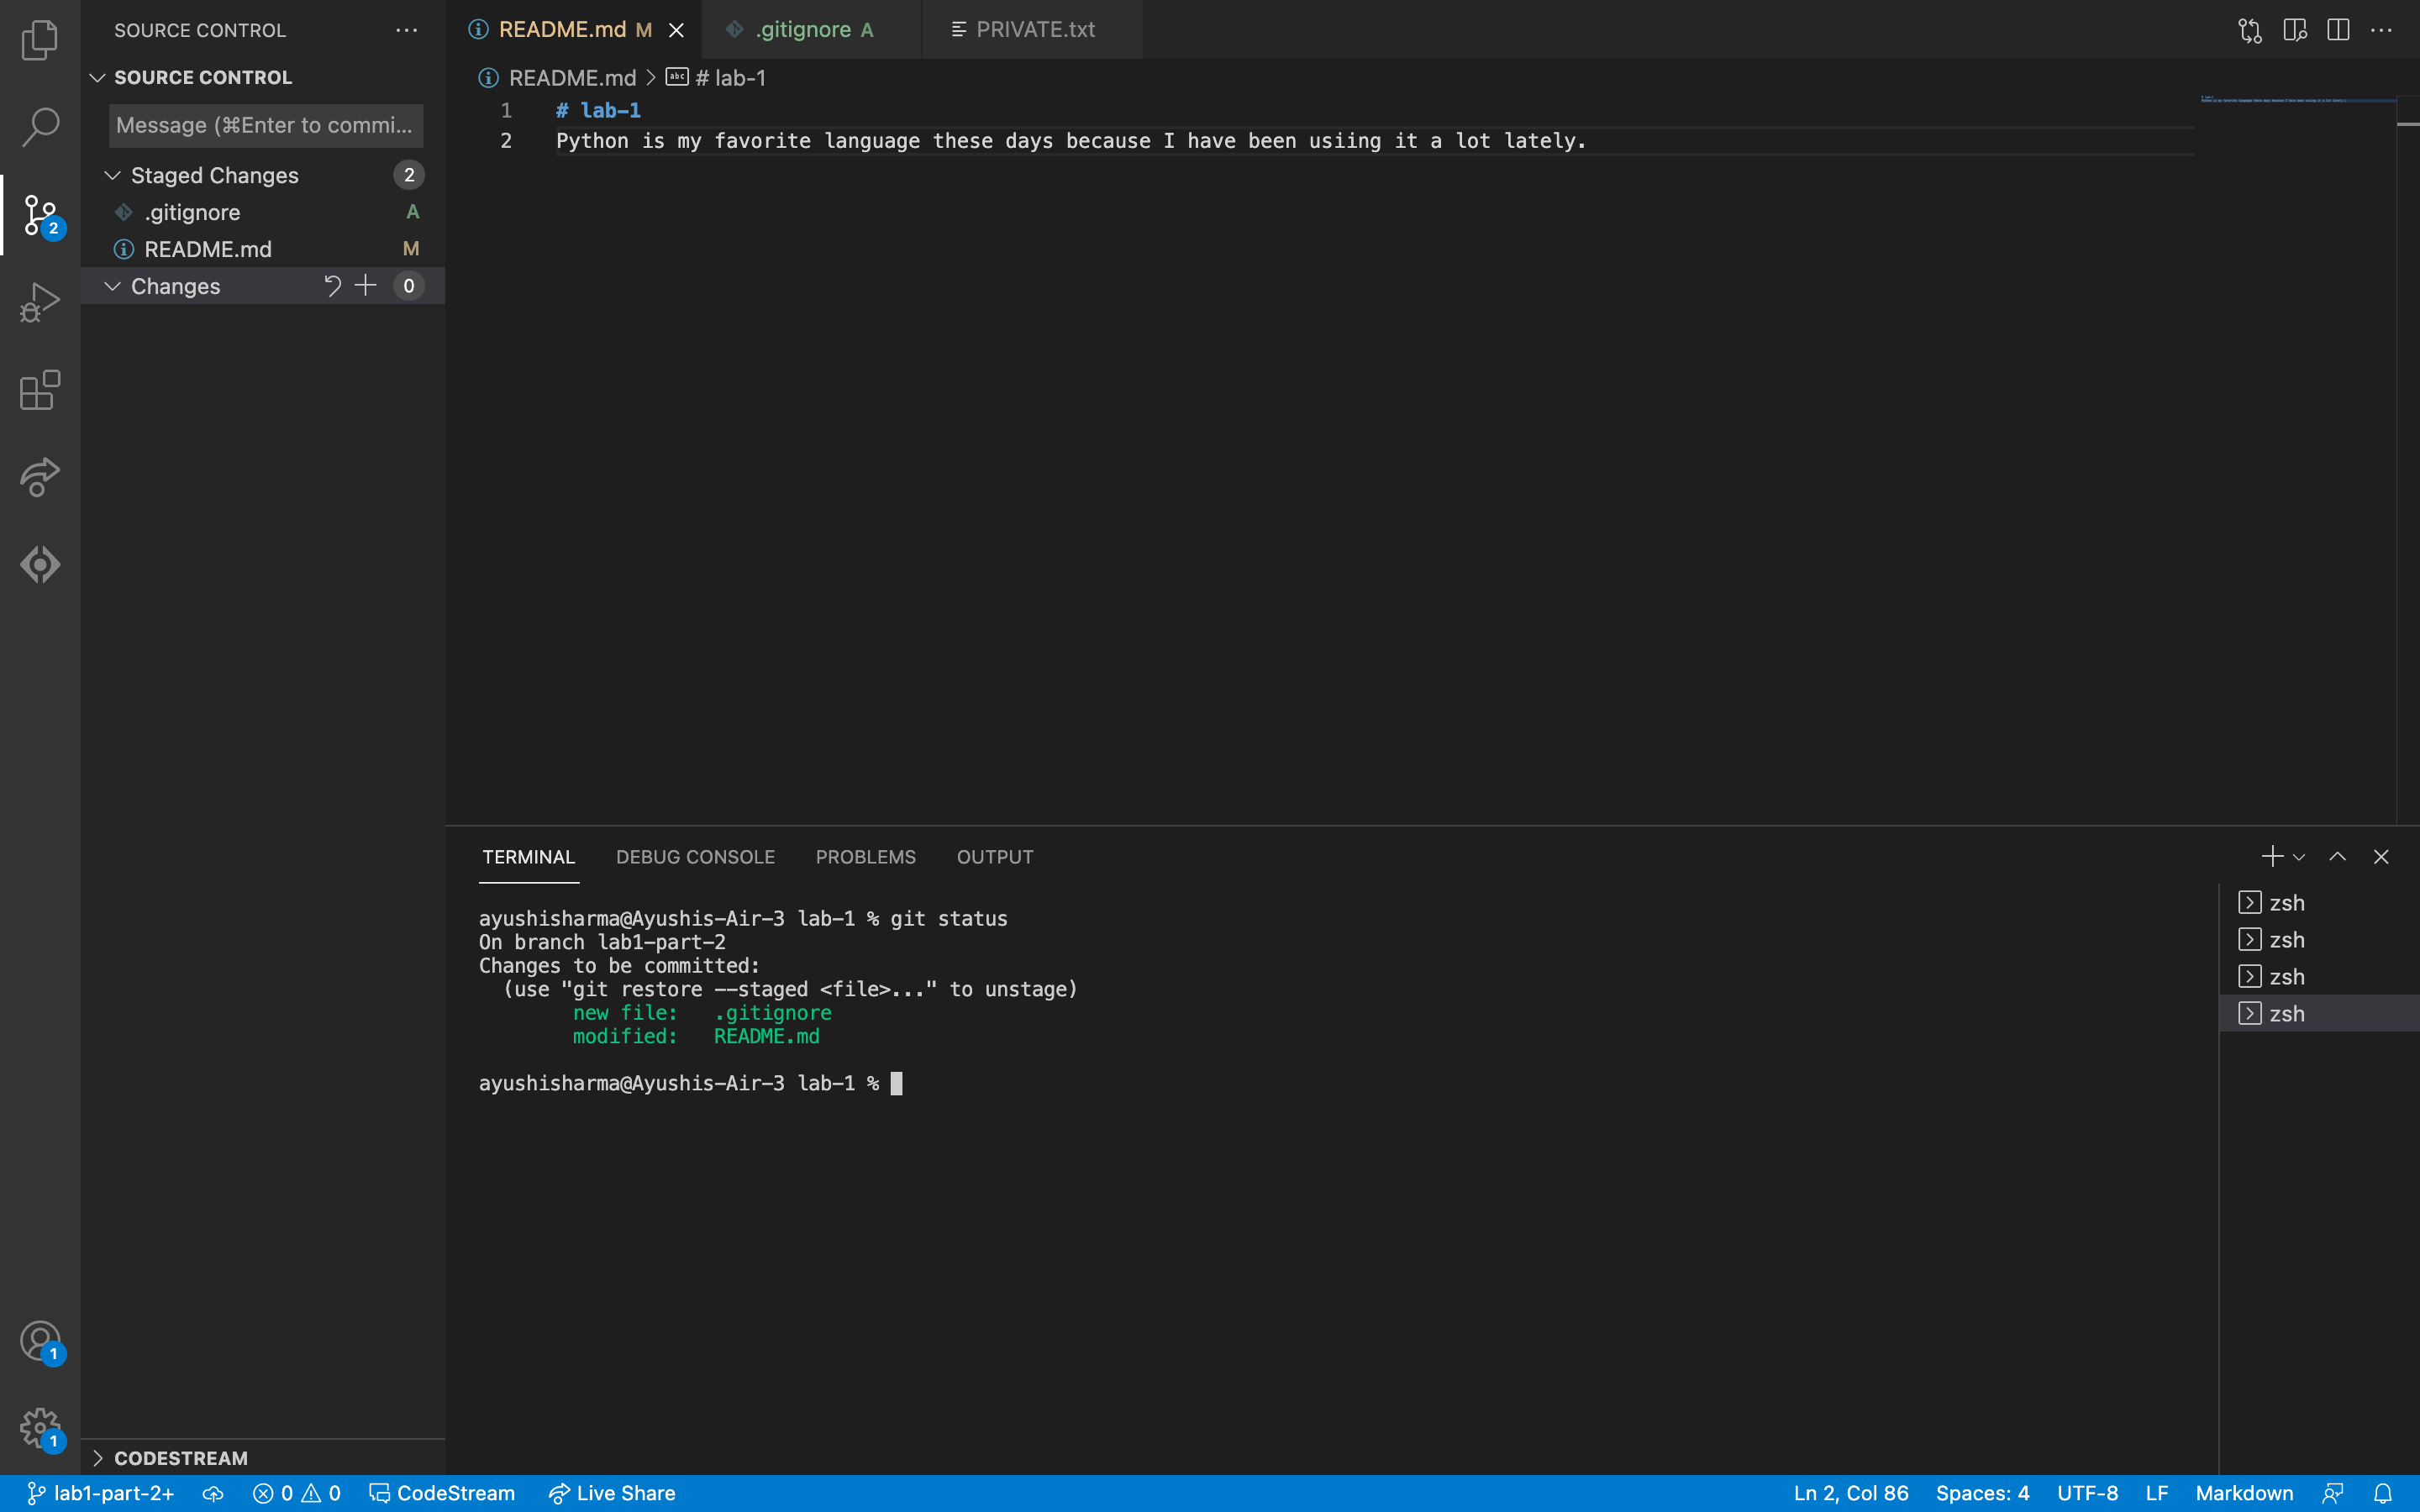 SOURCE CONTROL
SOURCE CONTROL
Message (⌘Enter to commi...
Staged Changes 2
.gitignore A
README.md M
Changes 0
2
1
1
CODESTREAM
README.md M
.gitignore A
PRIVATE.txt
README.md > abc # lab-1
1 # lab-1
2 Python is my favorite language these days because I have been usiing it a lot lately.
TERMINAL DEBUG CONSOLE PROBLEMS OUTPUT
ayushisharma@Ayushis-Air-3 lab-1 % git status
On branch lab1-part-2
Changes to be committed:
(use "git restore --staged <file>..." to unstage)
new file: .gitignore
modified: README.md
ayushisharma@Ayushis-Air-3 lab-1 %
zsh
zsh
zsh
zsh
lab1-part-2+ 0 0 CodeStream Live Share Ln 2, Col 86 Spaces: 4 UTF-8 LF Markdown